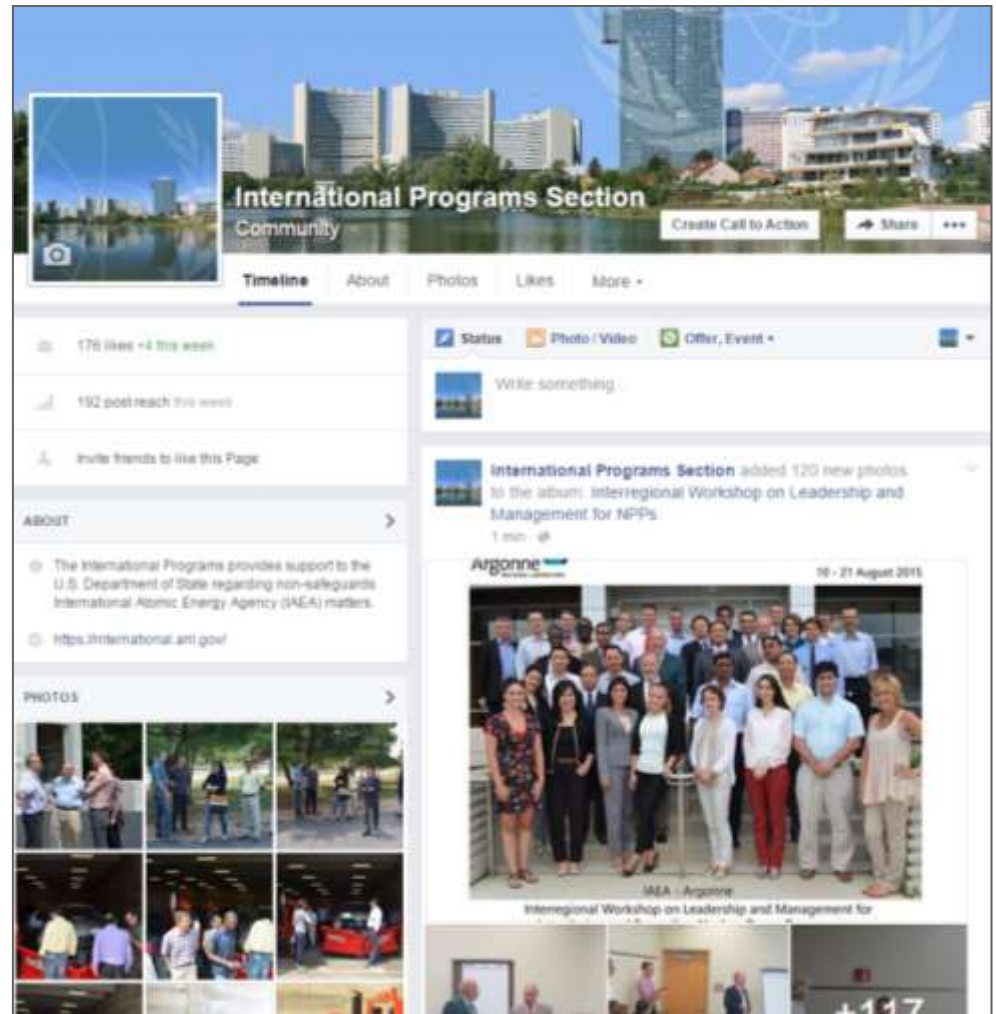 International Programs Section
Community
Create Call to Action
Share
Timeline
About
Photos
Likes
More
176 likes +4 this week
192 post reach this week
Invite friends to like this Page
ABOUT
The International Programs provides support to the
U.S. Department of State regarding non-safeguards
International Atomic Energy Agency (IAEA) matters.
https://international.anl.gov/
PHOTOS
Status
Photo / Video
Offer, Event
Write something...
International Programs Section added 120 new photos
to the album: Interregional Workshop on Leadership and
Management for NPPs.
1 min
Argonne
10 - 21 August 2015
IAEA - Argonne
Interregional Workshop on Leadership and Management for
+117